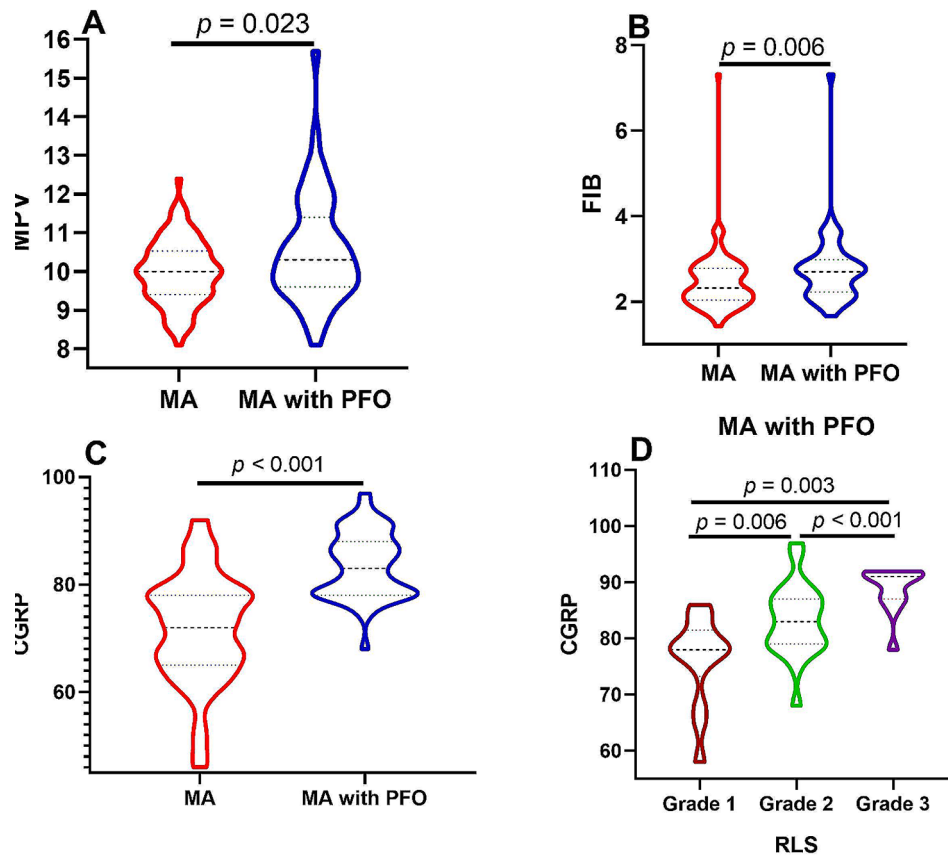 A
p = 0.023
16
15
14
13
12
11
10
9
8
MPV
MA
MA with PFO
B
p = 0.006
8
6
4
2
FIB
MA
MA with PFO
C
p < 0.001
100
80
60
CGRP
MA
MA with PFO
MA with PFO
D
p = 0.003
p = 0.006
p < 0.001
110
100
90
80
70
60
CGRP
Grade 1
Grade 2
Grade 3
RLS